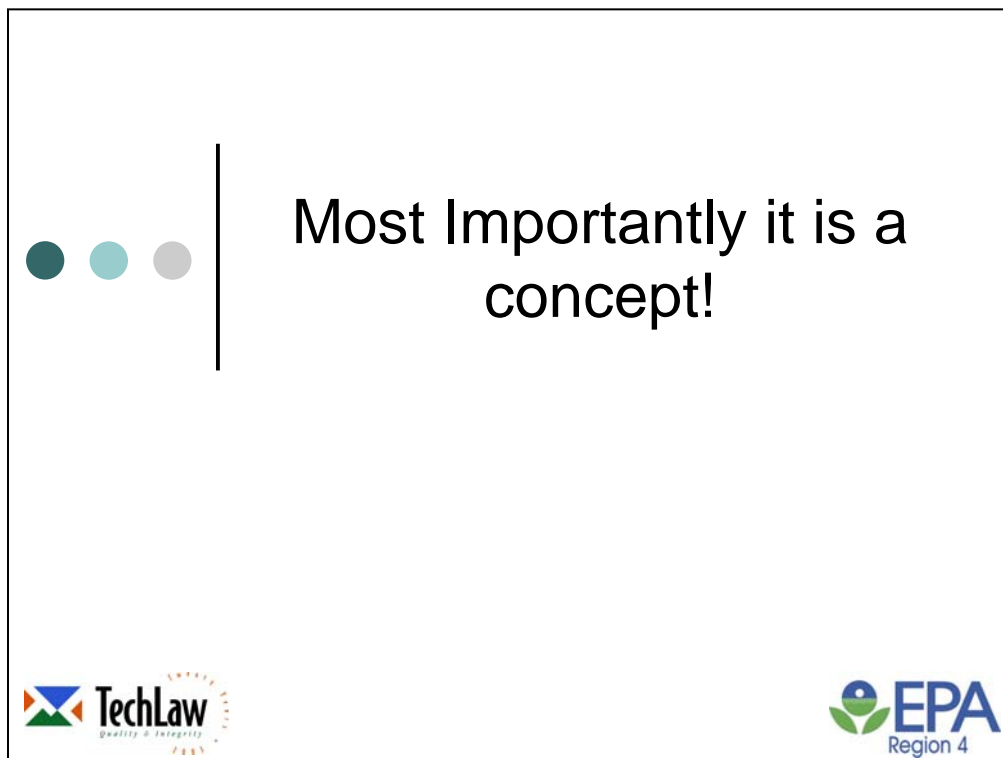 Most Importantly it is a
concept!
TechLaw
Quality & Integrity
EPA
Region 4